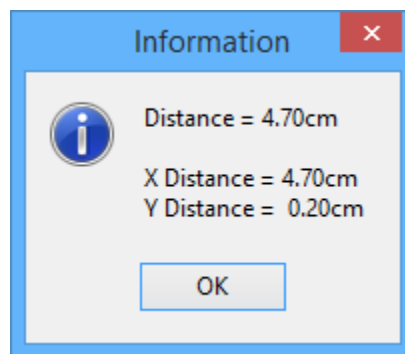 Information
Distance = 4.70cm
X Distance = 4.70cm
Y Distance =  0.20cm
OK